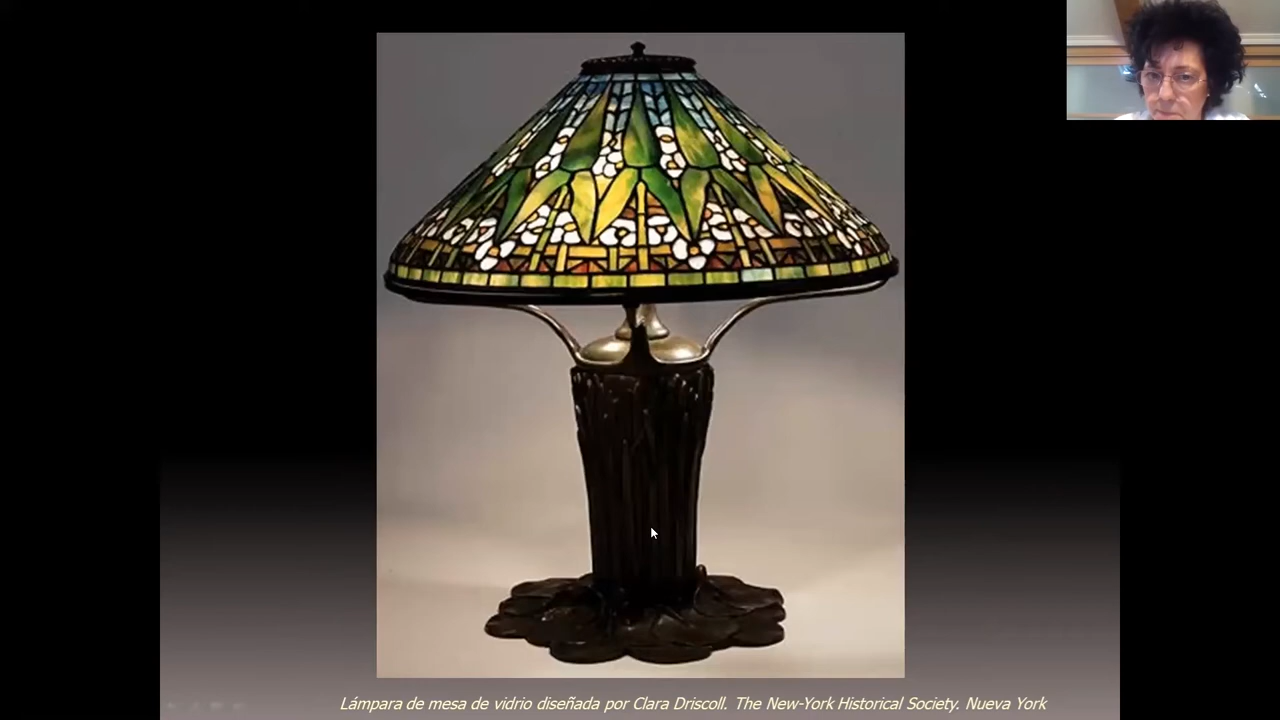 Lámpara de mesa de vidrio diseñada por Clara Driscoll. The New-York Historical Society. Nueva York